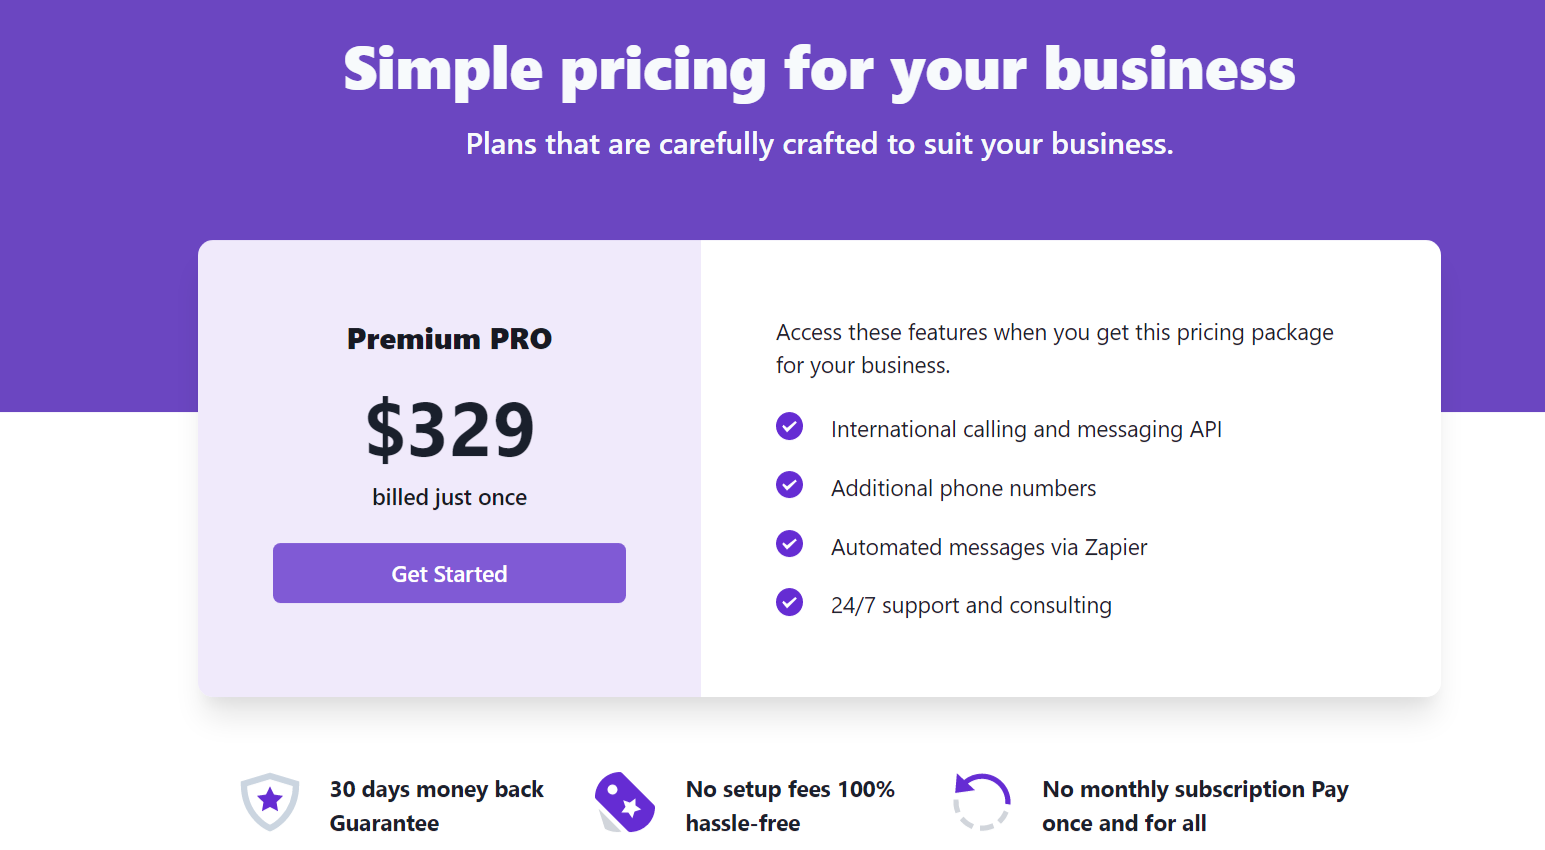 Simple pricing for your business
Plans that are carefully crafted to suit your business.
Premium PRO
$329
billed just once
Get Started
Access these features when you get this pricing package
for your business.
International calling and messaging API
Additional phone numbers
Automated messages via Zapier
24/7 support and consulting
30 days money back
Guarantee
No setup fees 100%
hassle-free
No monthly subscription Pay
once and for all